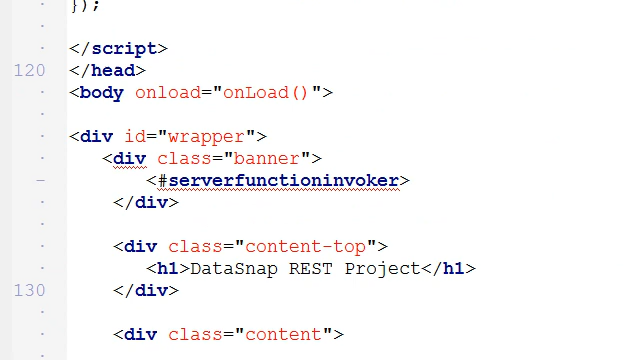 });
</script>
120 </head>
<body onload="onLoad()">
<div id="wrapper">
<div class="banner">
<#serverfunctioninvoker>
</div>
<div class="content-top">
<h1>DataSnap REST Project</h1>
130 </div>
<div class="content">